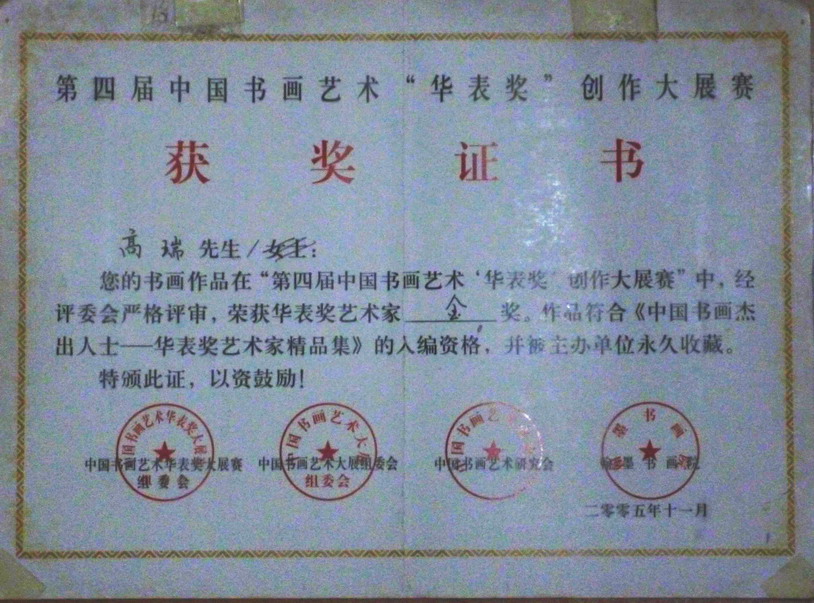 第四届中国书画艺术“华表奖”创作大展赛
获奖证书
高瑞 先生/女士：
您的书画作品在“第四届中国书画艺术‘华表奖’创作大展赛”中，经
评委会严格评审，荣获华表奖艺术家 金 奖。作品符合《中国书画杰
出人士——华表奖艺术家精品集》的入编资格，并被主办单位永久收藏。
特颁此证，以资鼓励！
中国书画艺术华表奖大展赛 中国书画艺术大展组委会 中国书画艺术研究会 墨书画院
组委会 组委会
二零零五年十一月